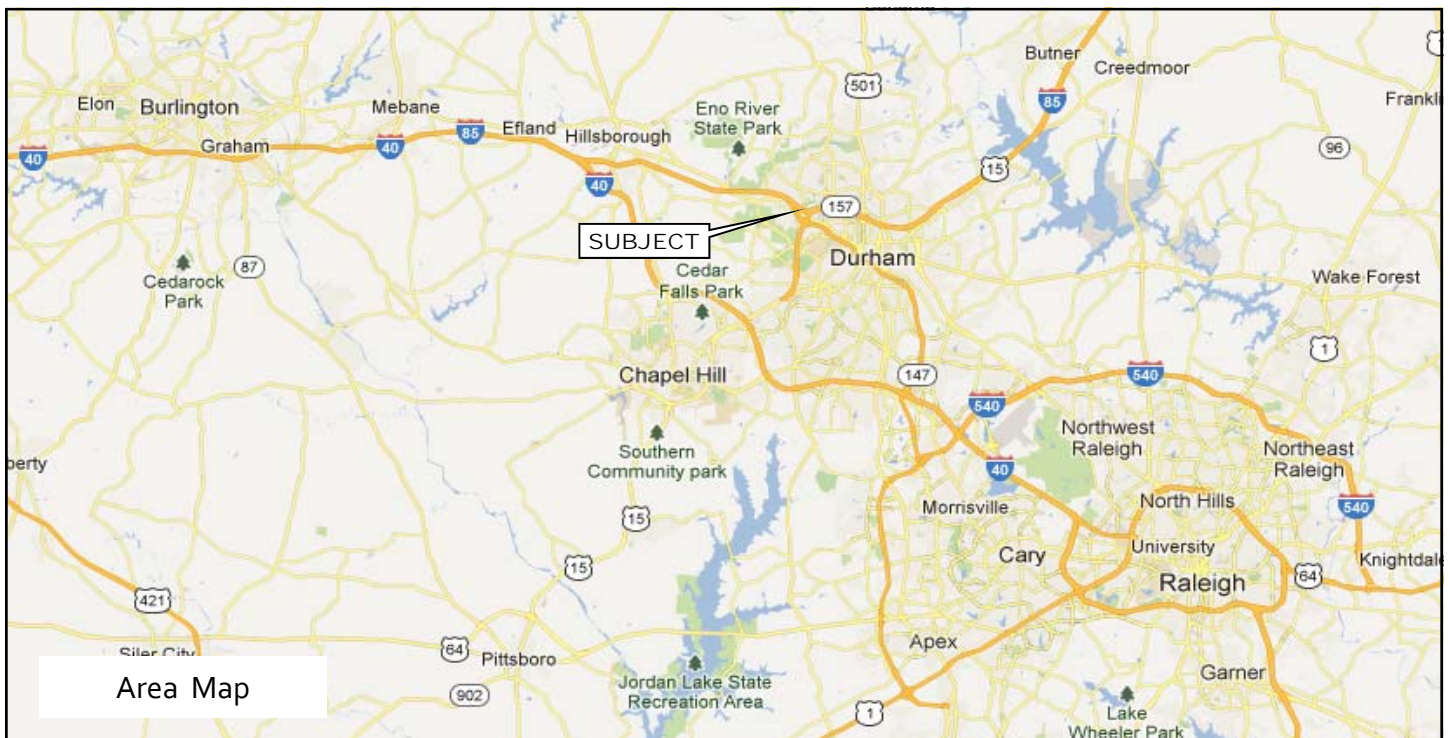 Butner
Creedmoor
85
501
Elon
Burlington
Mebane
Efland
Hillsborough
Eno River
State Park
Frankli
40
Graham
40
85
15
96
40
157
SUBJECT
Durham
Cedar
Falls Park
Cedarock
Park
87
Wake Forest
1
Chapel Hill
147
540
540
Northwest
Raleigh
Northeast
Raleigh
Southern
Community park
perty
40
Morrisville
North Hills
540
15
Cary
University
Knightdale
15
Raleigh
64
421
Apex
Siler City
64
Pittsboro
Garner
Area Map
902
Jordan Lake State
Recreation Area
1
Lake
Wheeler Park